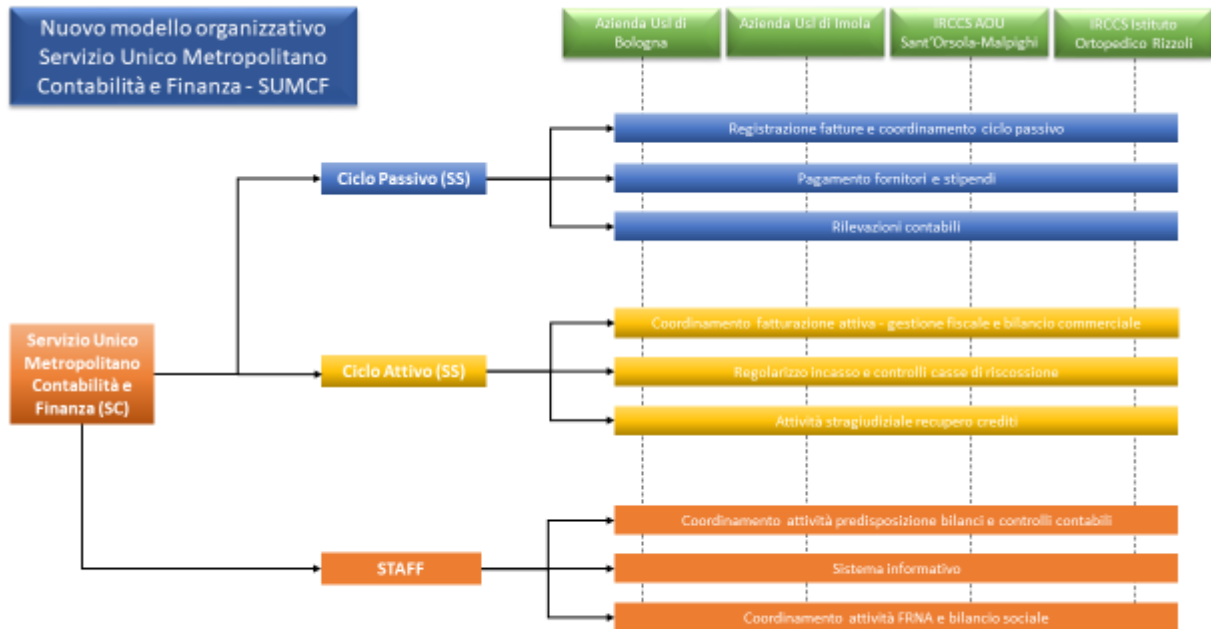 Nuovo modello organizzativo
Servizio Unico Metropolitano
Contabilità e Finanza - SUMCF
Azienda Usl di
Bologna
Azienda Usl di Imola
IRCCS AOU
Sant'Orsola-Malpighi
IRCCS Istituto
Ortopedico Rizzoli
Registrazione fatture e coordinamento ciclo passivo
Ciclo Passivo (SS)
Pagamento fornitori e stipendi
Rilevazioni contabili
Servizio Unico
Metropolitano
Contabilità e
Finanza (SC)
Coordinamento fatturazione attiva - gestione fiscale e bilancio commerciale
Ciclo Attivo (SS)
Regolarizzo incasso e controlli casse di riscossione
Attività stragiudiziale recupero crediti
Coordinamento attività predisposizione bilanci e controlli contabili
STAFF
Sistema informativo
Coordinamento attività FRNA e bilancio sociale